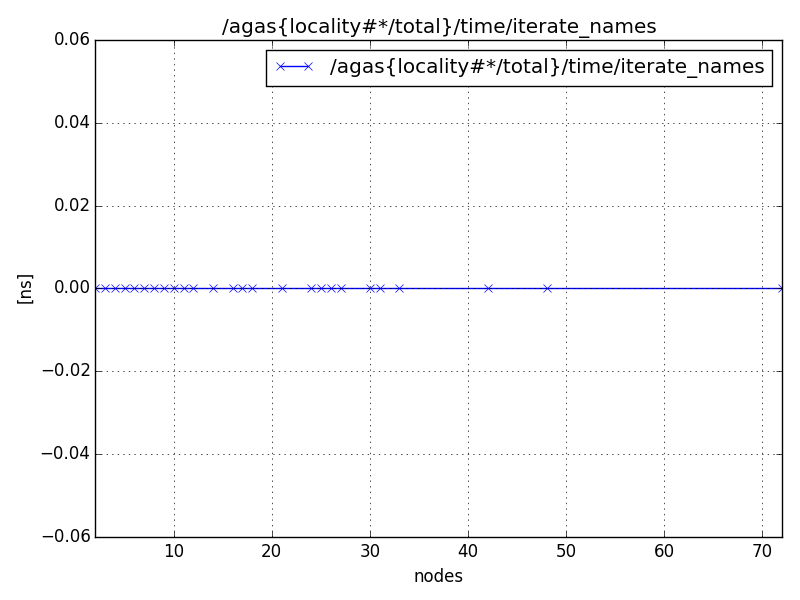 /agas{locality#*/total}/time/iterate_names
/agas{locality#*/total}/time/iterate_names
0.06
0.04
0.02
0.00
−0.02
−0.04
−0.06
[ns]
10 20 30 40 50 60 70
nodes